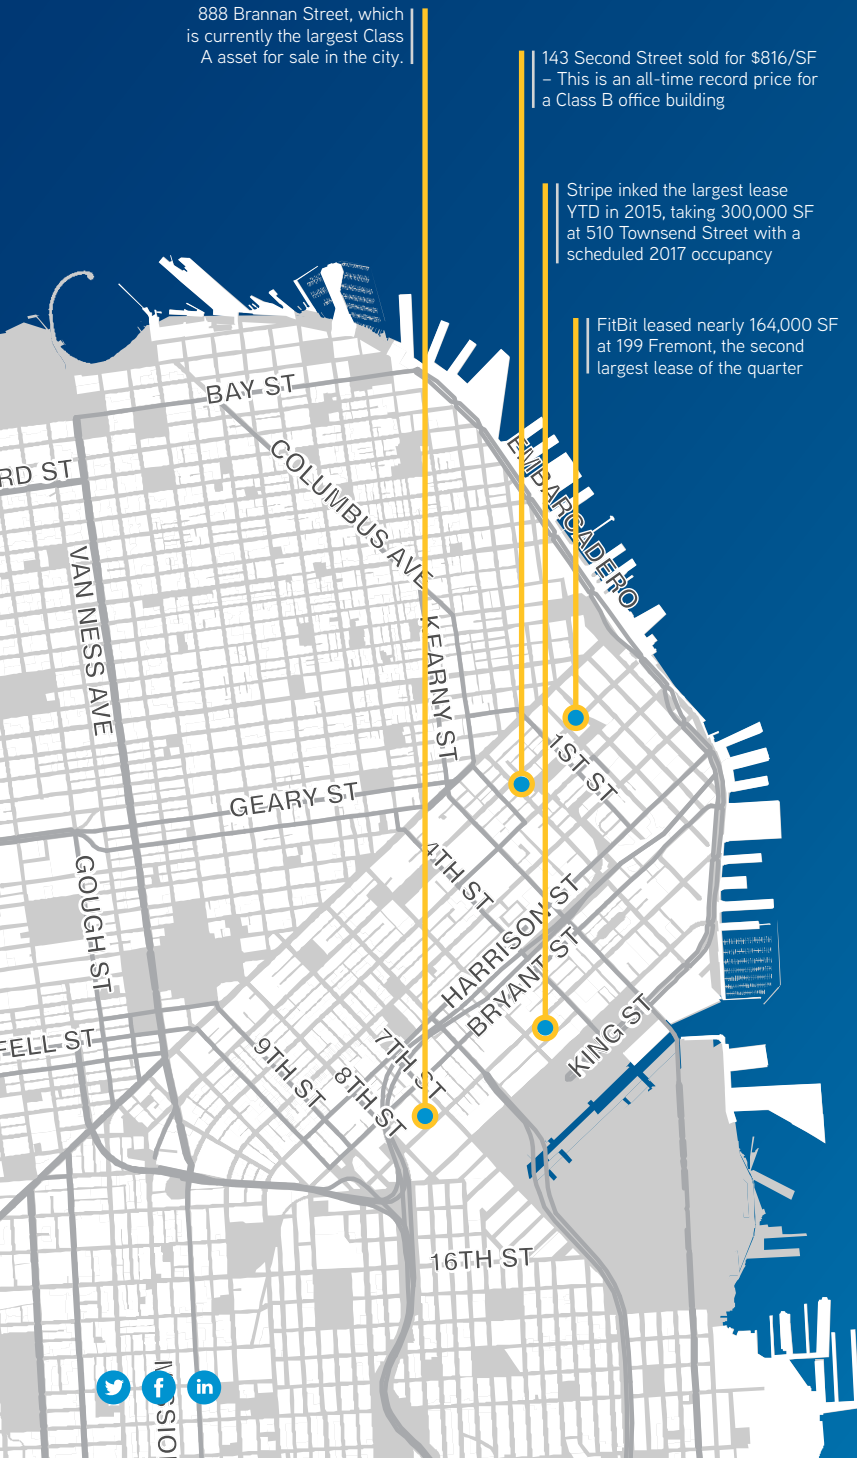 888 Brannan Street, which
is currently the largest Class
A asset for sale in the city.
143 Second Street sold for $816/SF
– This is an all-time record price for
a Class B office building
Stripe inked the largest lease
YTD in 2015, taking 300,000 SF
at 510 Townsend Street with a
scheduled 2017 occupancy
FitBit leased nearly 164,000 SF
at 199 Fremont, the second
largest lease of the quarter
BAY ST
RD ST
COLUMBUS AVE
EMBARCADERO
VAN NESS AVE
KEARNY ST
1ST ST
GEARY ST
4TH ST
GOUGH ST
HARRISON ST
BRYANT ST
KING ST
FELL ST
9TH ST
7TH ST
8TH ST
16TH ST
f
in